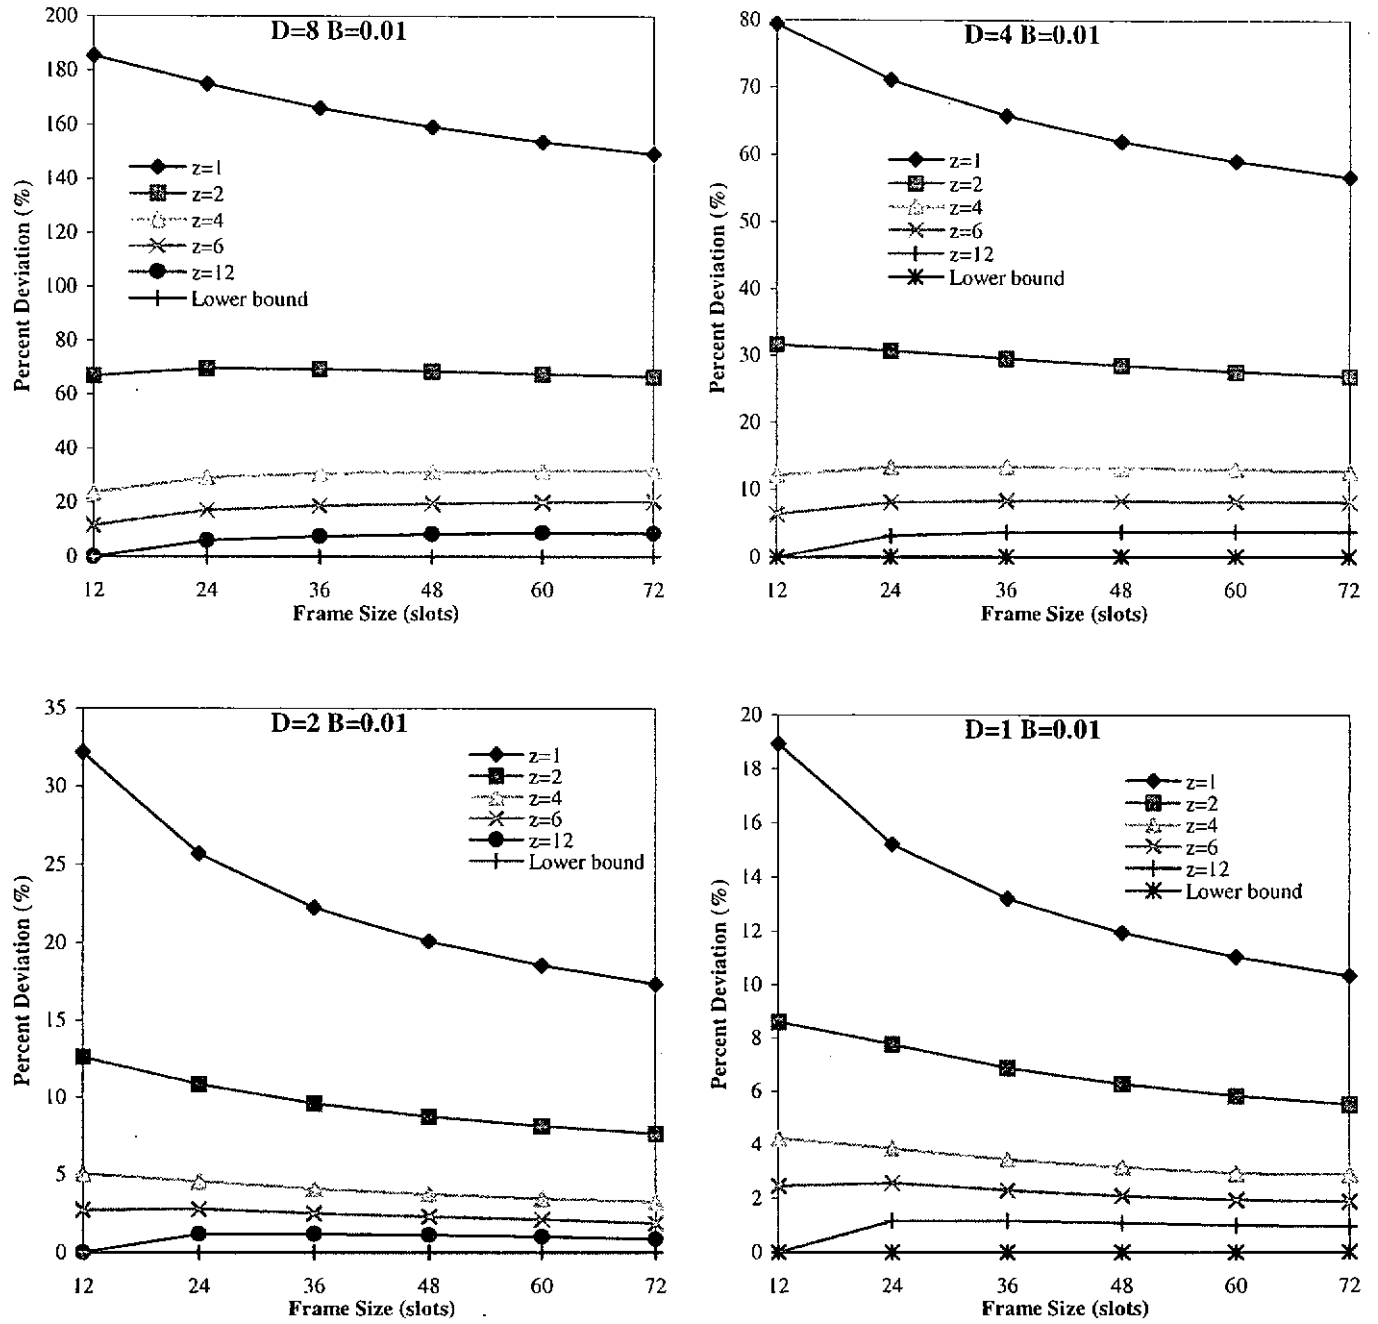 D=8 B=0.01
Percent Deviation (%)
200
180
160
140
120
100
80
60
40
20
0
z=1
z=2
z=4
z=6
z=12
Lower bound
12 24 36 48 60 72
Frame Size (slots)
D=4 B=0.01
Percent Deviation (%)
80
70
60
50
40
30
20
10
0
z=1
z=2
z=4
z=6
z=12
Lower bound
12 24 36 48 60 72
Frame Size (slots)
D=2 B=0.01
Percent Deviation (%)
35
30
25
20
15
10
5
0
z=1
z=2
z=4
z=6
z=12
Lower bound
12 24 36 48 60 72
Frame Size (slots)
D=1 B=0.01
Percent Deviation (%)
20
18
16
14
12
10
8
6
4
2
0
z=1
z=2
z=4
z=6
z=12
Lower bound
12 24 36 48 60 72
Frame Size (slots)